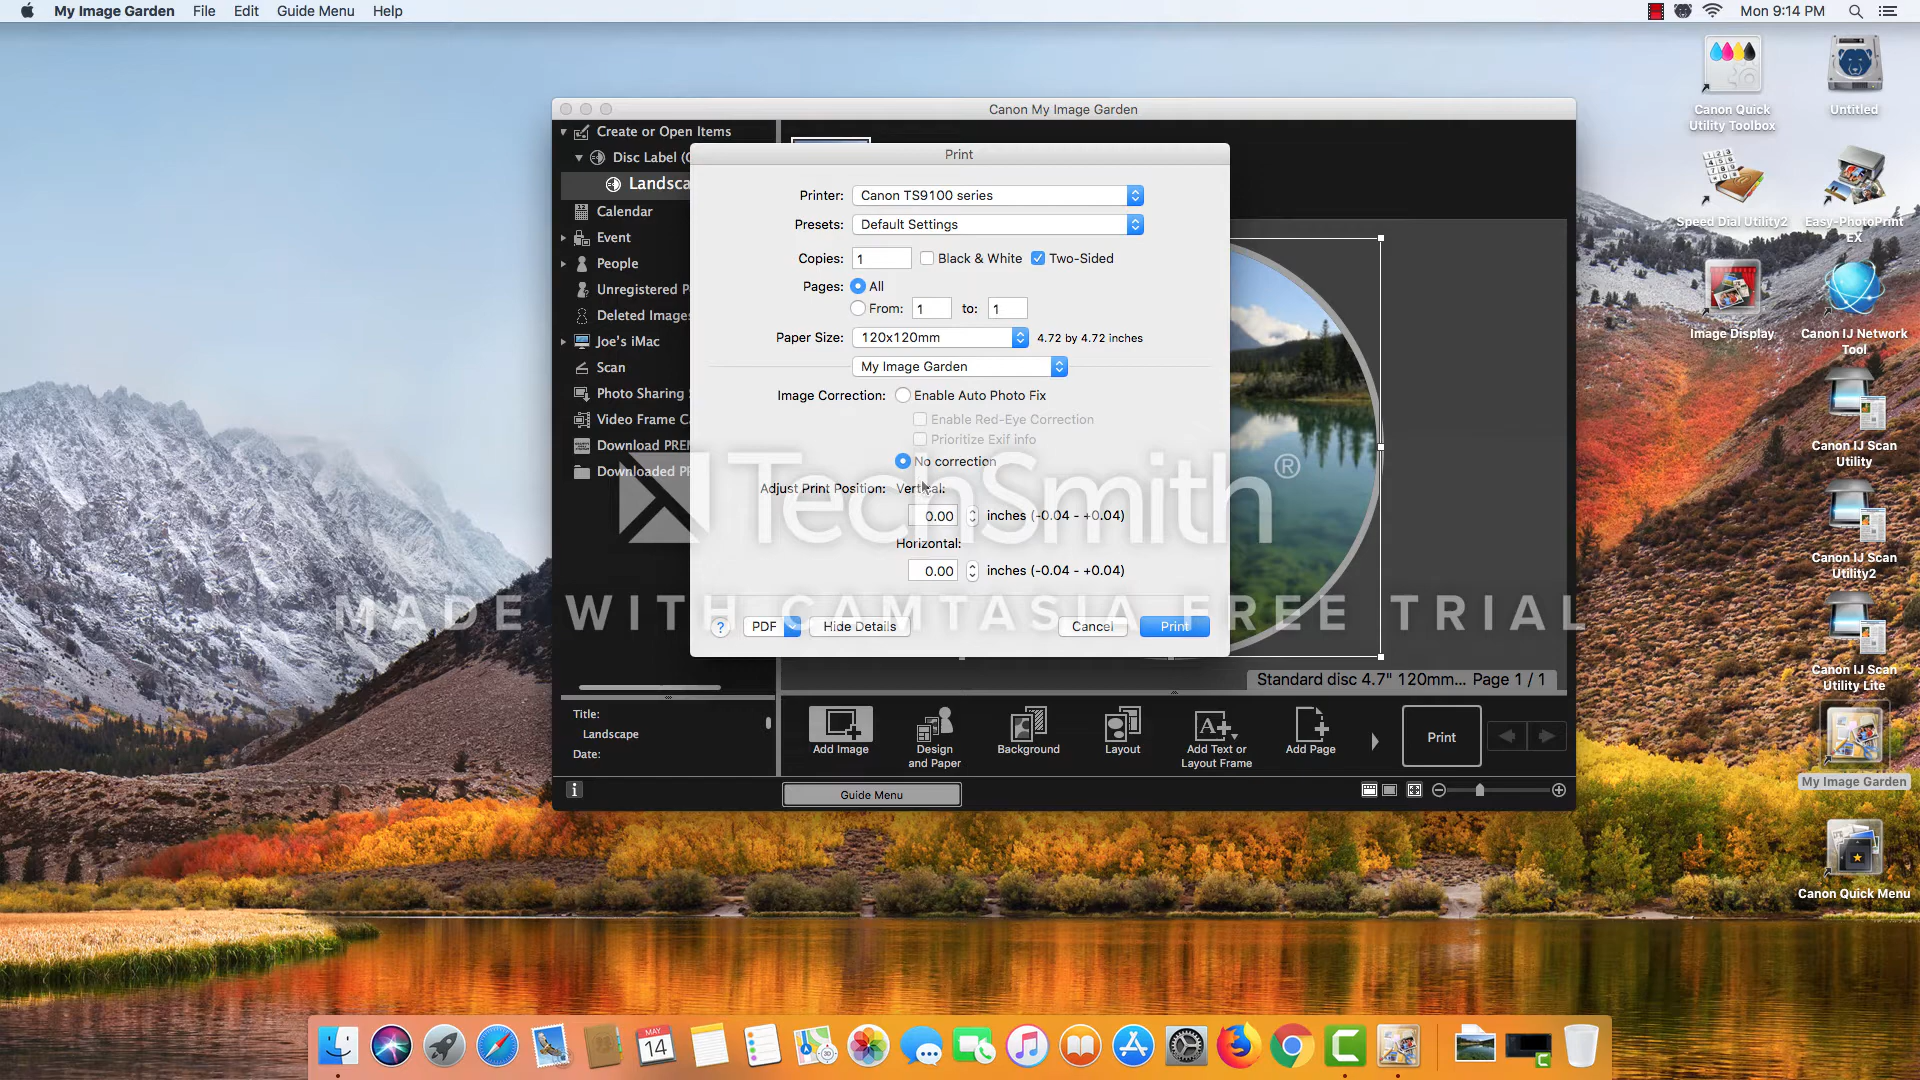 My Image Garden File Edit Guide Menu Help
Mon 9:14 PM
Canon Quick
Utility Toolbox
Untitled
Speed Dial Utility2
Easy-PhotoPrint
EX
Image Display
Canon IJ Network
Tool
Canon IJ Scan
Utility
Canon IJ Scan
Utility2
Canon IJ Scan
Utility Lite
My Image Garden
Canon Quick Menu
Canon My Image Garden
Create or Open Items
Disc Label (
Landsca
Calendar
Event
People
Unregistered P
Deleted Images
Joe's iMac
Scan
Photo Sharing
Video Frame Ca
Download PREM
Downloaded PR
Title:
Landscape
Date:
Print
Printer: Canon TS9100 series
Presets: Default Settings
Copies: 1 Black & White Two-Sided
Pages: All
From: 1 to: 1
Paper Size: 120x120mm 4.72 by 4.72 inches
My Image Garden
Image Correction: Enable Auto Photo Fix
Enable Red-Eye Correction
Prioritize Exif info
No correction
Adjust Print Position: Vertical:
0.00 inches (-0.04 - +0.04)
Horizontal:
0.00 inches (-0.04 - +0.04)
? PDF Hide Details Cancel Print
TechSmith®
MADE WITH CAMTASIA FREE TRIAL
Standard disc 4.7" 120mm... Page 1 / 1
Add Image
Design
and Paper
Background
Layout
Add Text or
Layout Frame
Add Page
Print
Guide Menu
MAY
14